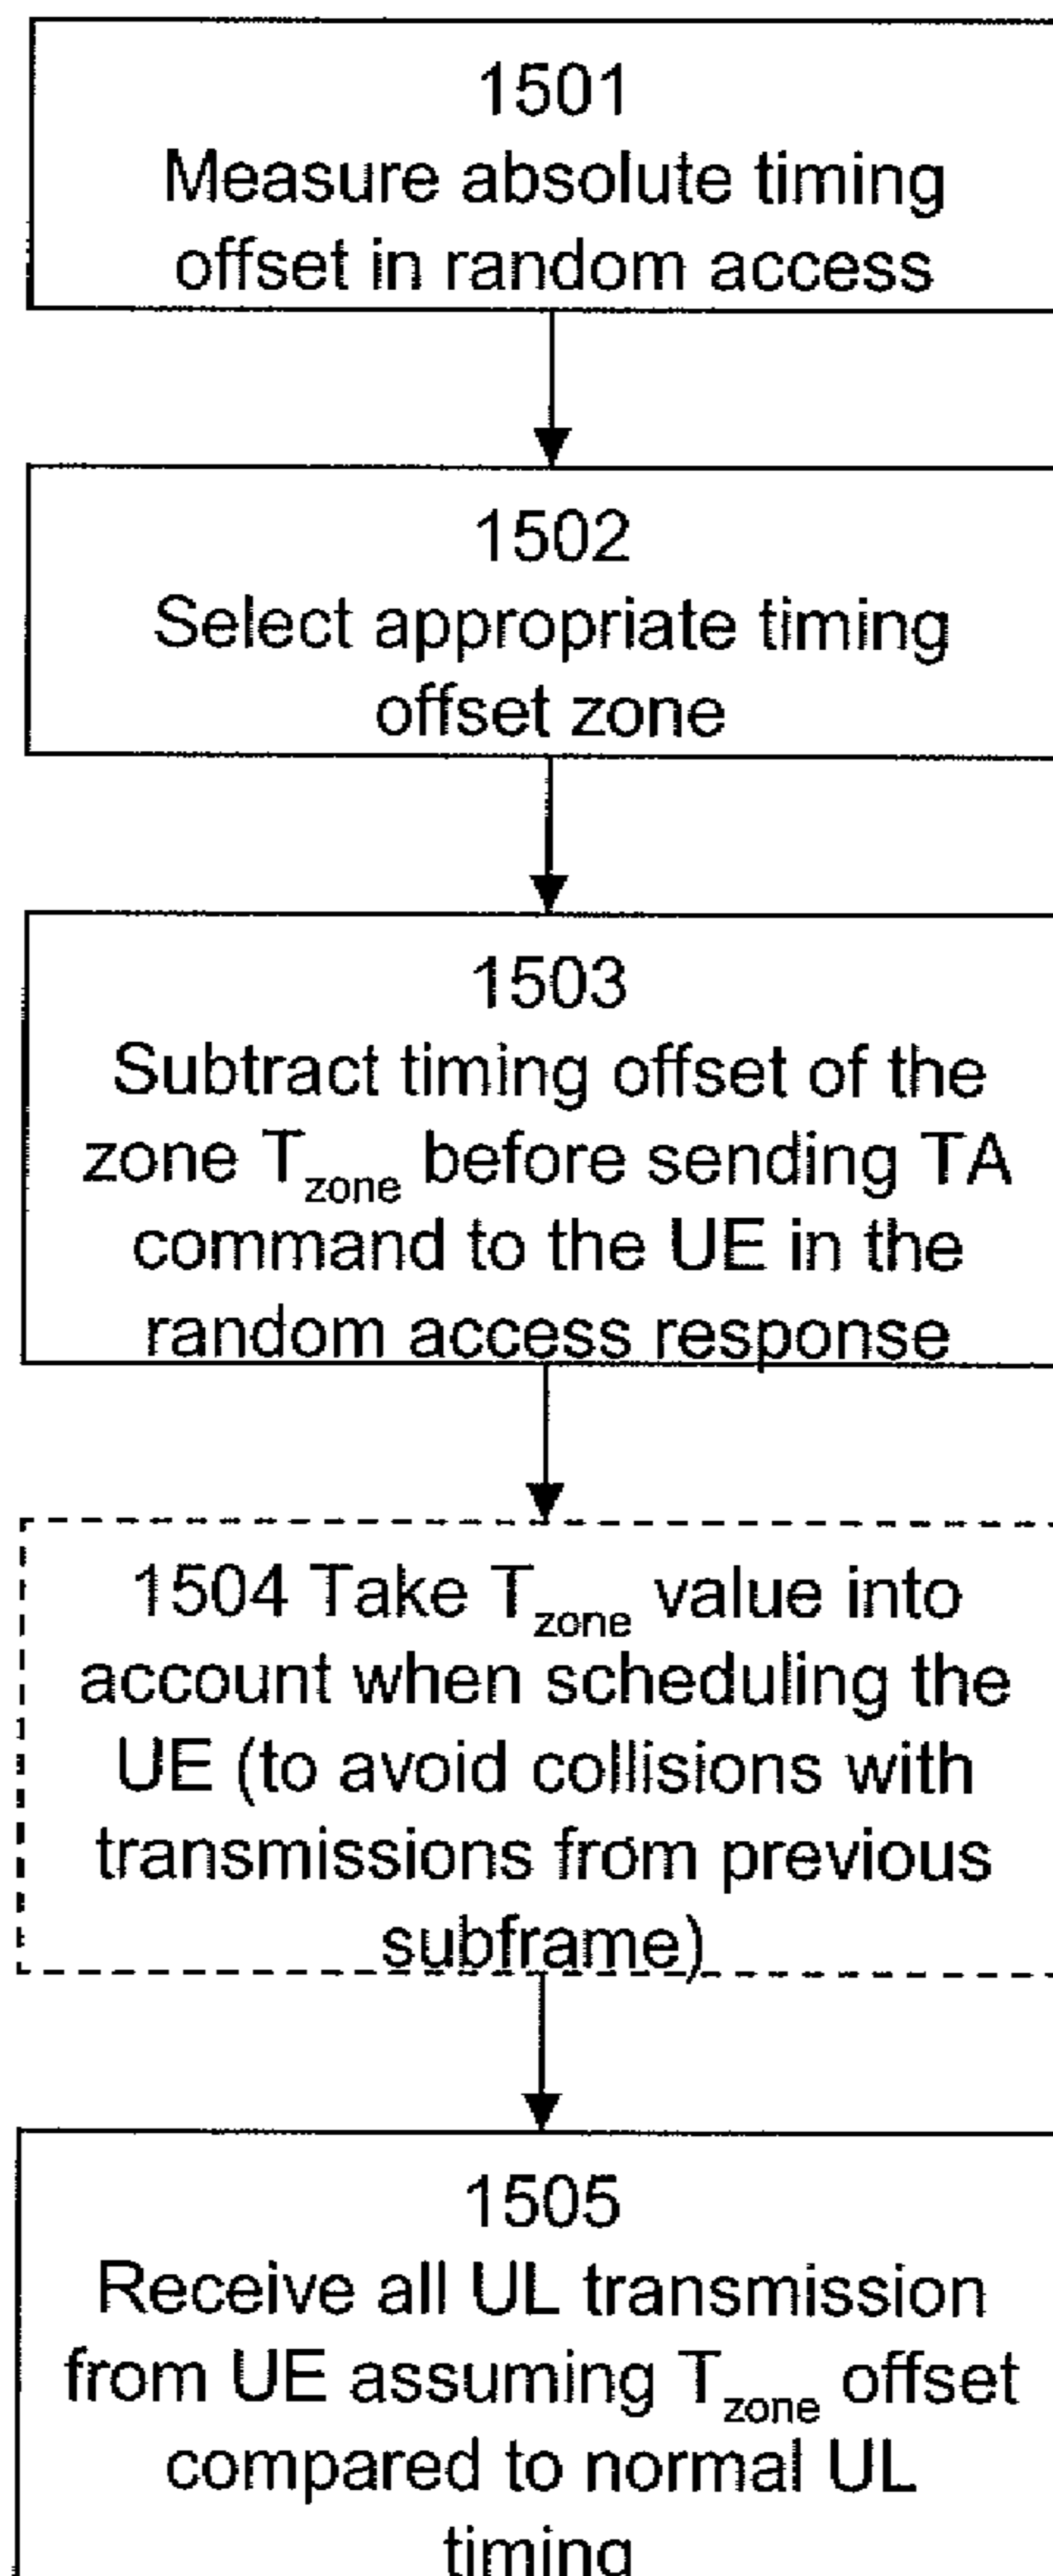 1501
Measure absolute timing
offset in random access
1502
Select appropriate timing
offset zone
1503
Subtract timing offset of the
zone Tzone before sending TA
command to the UE in the
random access response
1504 Take Tzone value into
account when scheduling the
UE (to avoid collisions with
transmissions from previous
subframe)
1505
Receive all UL transmission
from UE assuming Tzone offset
compared to normal UL
timing